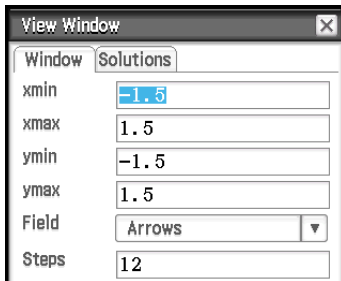 View Window
Window Solutions
xmin -1.5
xmax 1.5
ymin -1.5
ymax 1.5
Field Arrows
Steps 12